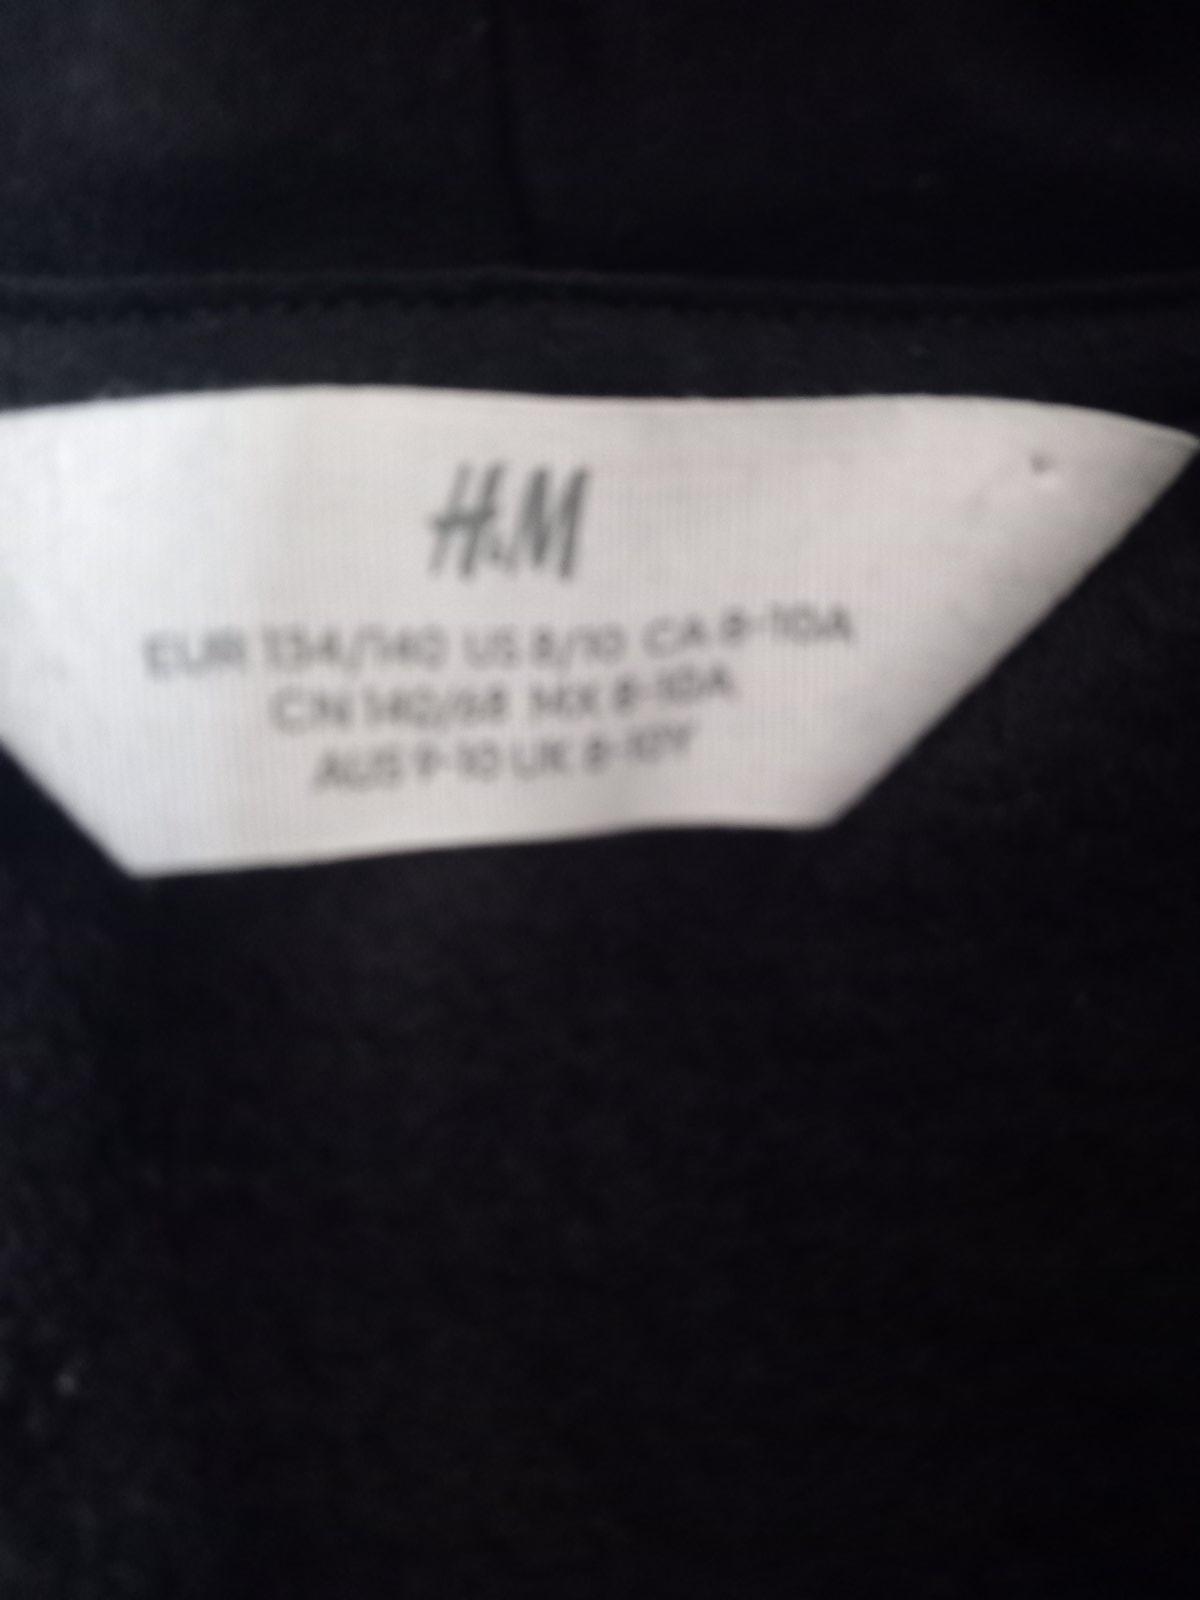 H&M
EUR 134/140 US 8/10 CA 8-10A
CN 140/68 MX 8-10A
AUS 9-10 UK 8-10Y